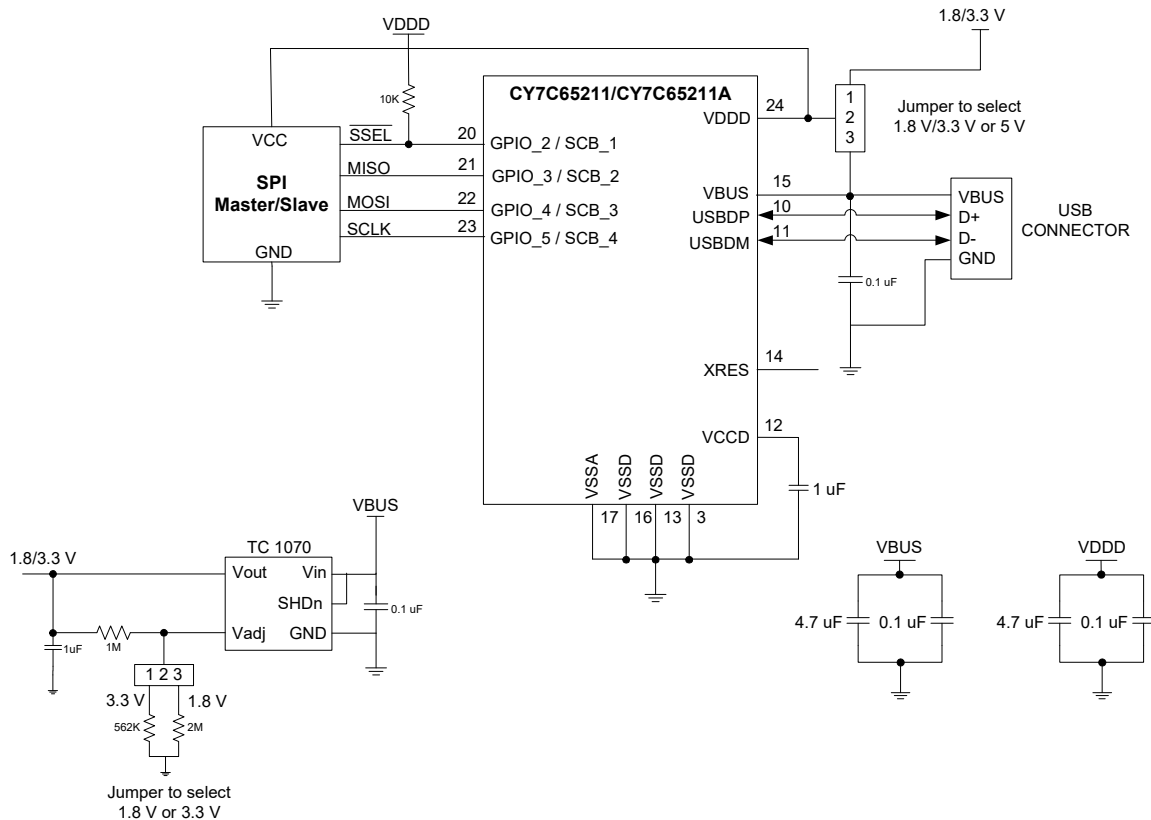 1.8/3.3 V
VDDD
10K
CY7C65211/CY7C65211A
VDDD
24
1
2
3
Jumper to select
1.8 V/3.3 V or 5 V
VCC
SPI
Master/Slave
GND
SSEL
20
GPIO_2 / SCB_1
MISO
21
GPIO_3 / SCB_2
MOSI
22
GPIO_4 / SCB_3
SCLK
23
GPIO_5 / SCB_4
VBUS
15
USBDP
10
USBDM
11
VBUS
D+
D-
GND
USB
CONNECTOR
0.1 uF
XRES
14
VCCD
12
1 uF
VSSA
VSSD
VSSD
VSSD
17
16
13
3
VBUS
1.8/3.3 V
TC 1070
Vout
Vin
SHDn
Vadj
GND
0.1 uF
1uF
1M
1 2 3
3.3 V
1.8 V
562K
2M
Jumper to select
1.8 V or 3.3 V
VBUS
4.7 uF
0.1 uF
VDDD
4.7 uF
0.1 uF